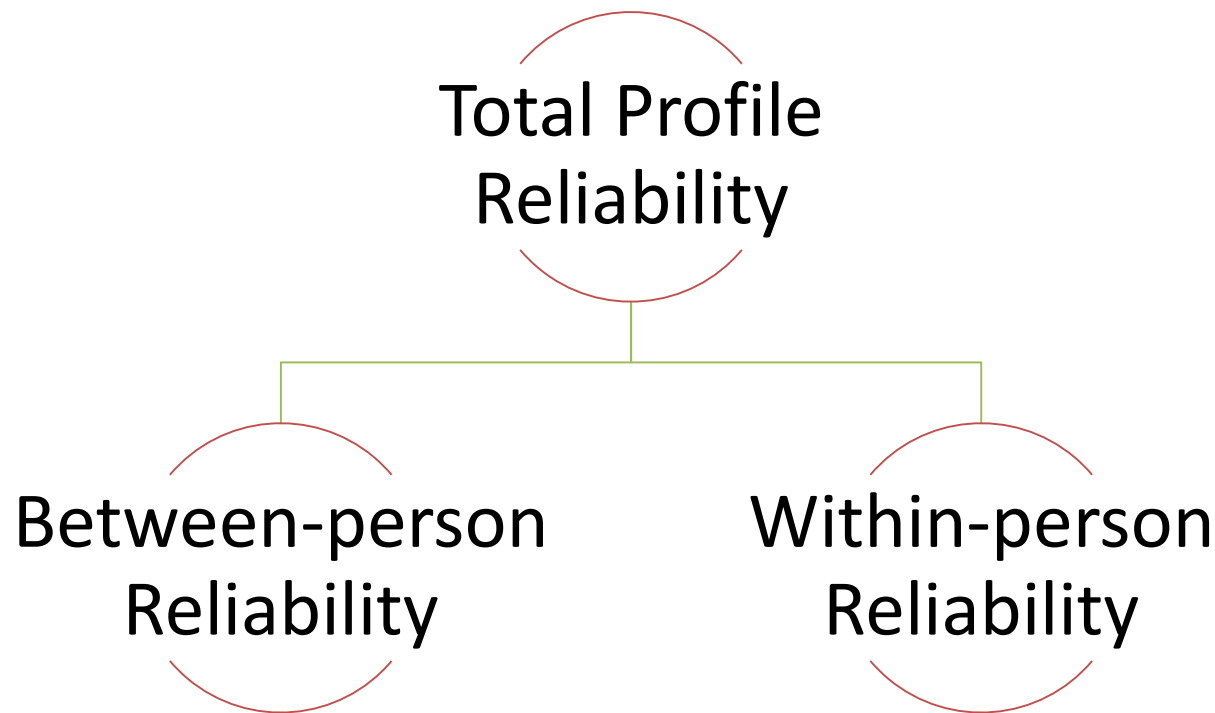 Total Profile
Reliability
Between-person
Reliability
Within-person
Reliability